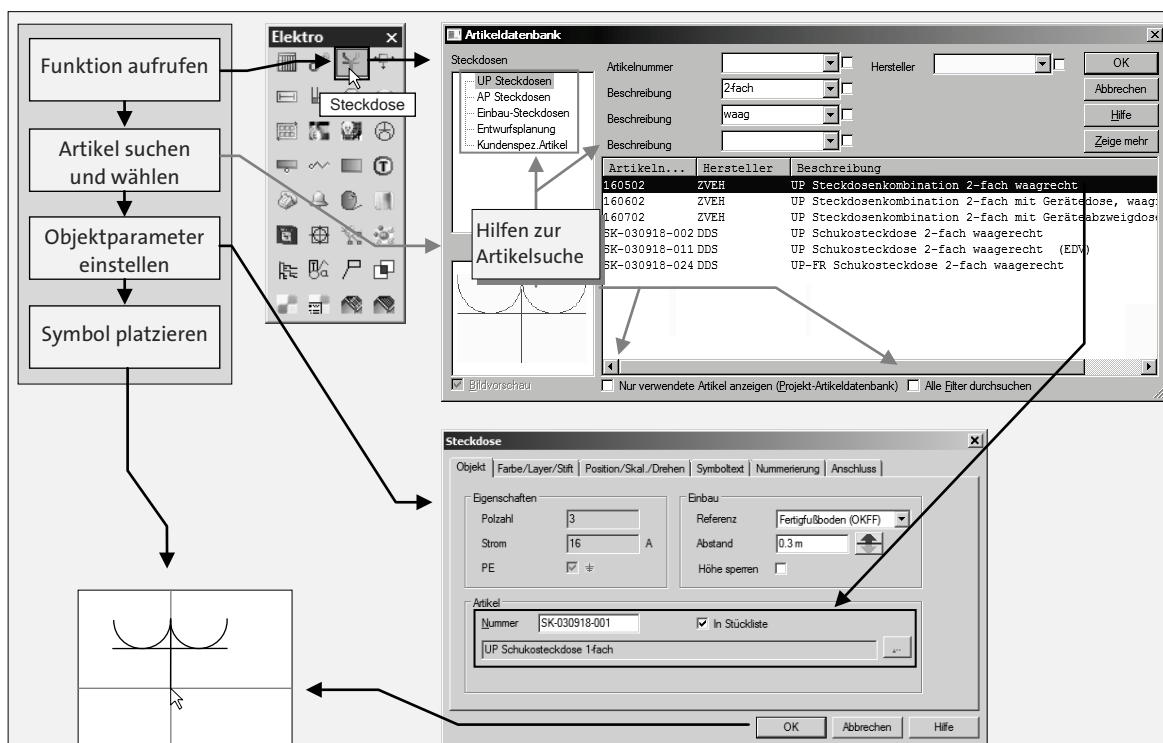 Funktion aufrufen
Artikel suchen
und wählen
Objektparameter
einstellen
Symbol platzieren
Elektro
Steckdose
Artikeldatenbank
Steckdosen
UP Steckdosen
AP Steckdosen
Einbau-Steckdosen
Entwurfsplanung
Kundenspez.Artikel
Artikelnummer
Hersteller
Beschreibung 2-fach
Beschreibung waag
Beschreibung
OK
Abbrechen
Hilfe
Zeige mehr
Artikeln... Hersteller Beschreibung
160502 ZVEH UP Steckdosenkombination 2-fach waagrecht
160602 ZVEH UP Steckdosenkombination 2-fach mit Gerätedose, waag
160702 ZVEH UP Steckdosenkombination 2-fach mit Geräteabzweigdose
SK-030918-002 DDS UP Schukosteckdose 2-fach waagerecht
SK-030918-011 DDS UP Schukosteckdose 2-fach waagerecht (EDV)
SK-030918-024 DDS UP-FR Schukosteckdose 2-fach waagerecht
Hilfen zur
Artikelsuche
Bildvorschau
Nur verwendete Artikel anzeigen (Projekt-Artikeldatenbank) Alle Filter durchsuchen
Steckdose
Objekt Farbe/Layer/Stift Position/Skal./Drehen Symboltext Nummerierung Anschluss
Eigenschaften
Polzahl 3
Strom 16 A
PE
Einbau
Referenz Fertigfußboden (OKFF)
Abstand 0.3 m
Höhe sperren
Artikel
Nummer SK-030918-001 In Stückliste
UP Schukosteckdose 1-fach ...
OK Abbrechen Hilfe